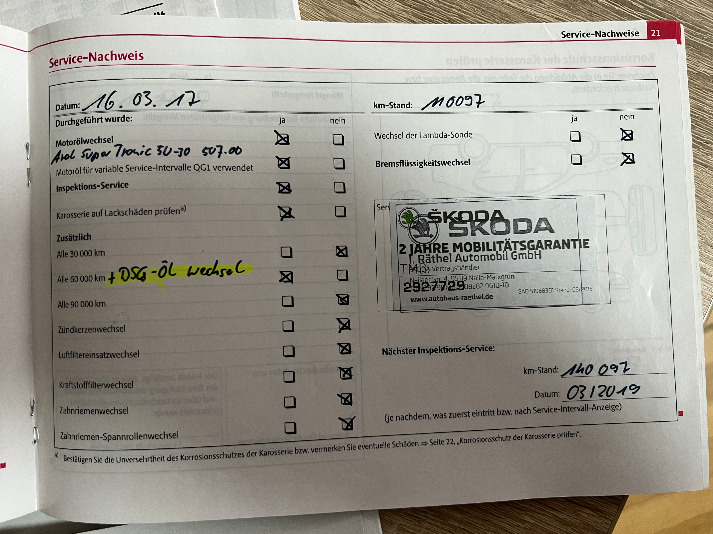 Service-Nachweise 21
Service-Nachweis
Datum: 16.03.17
Durchgeführt wurde: ja nein
Motorölwechsel
Aral SuperTronic 5W-30 507.00
Motoröl für variable Service-Intervalle QG1 verwendet
Inspektions-Service
Karosserie auf Lackschäden prüfen a)
Zusätzlich
Alle 30 000 km
Alle 60 000 km + DSG-ÖL wechsel
Alle 90 000 km
Zündkerzenwechsel
Luftfiltereinsatzwechsel
Kraftstofffilterwechsel
Zahnriemenwechsel
Zahnriemen-Spannrollenwechsel
km-Stand: 110097
ja nein
Wechsel der Lambda-Sonde
Bremsflüssigkeitswechsel
ŠKODA
ŠKODA
2 JAHRE MOBILITÄTSGARANTIE
Räthel Automobil GmbH
2927729
www.autohaus-raethel.de
Nächster Inspektions-Service:
km-Stand: 140 097
Datum: 03/2019
(je nachdem, was zuerst eintritt bzw. nach Service-Intervall-Anzeige)
a) Bestätigen Sie die Unversehrtheit des Korrosionsschutzes der Karosserie bzw. vermerken Sie eventuelle Schäden ⇒ Seite 22, „Korrosionsschutz der Karosserie prüfen“.